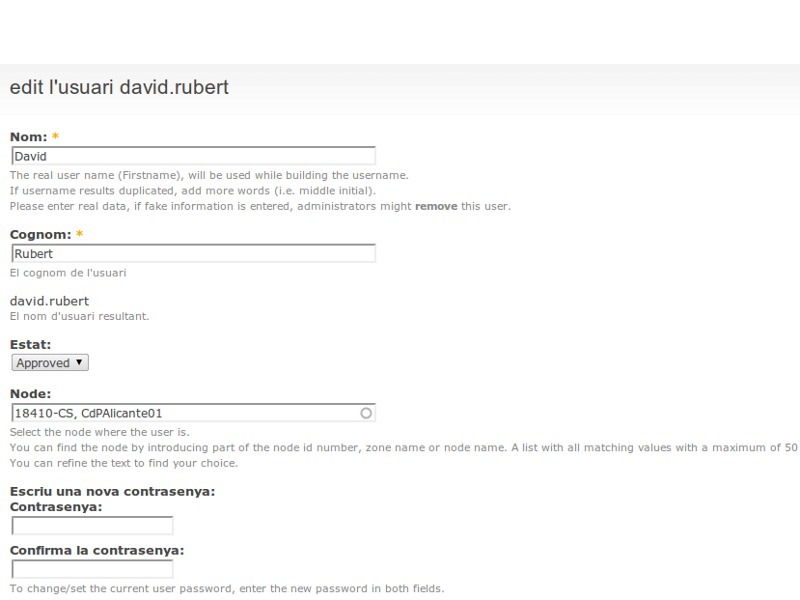 edit l'usuari david.rubert
Nom: *
David
The real user name (Firstname), will be used while building the username.
If username results duplicated, add more words (i.e. middle initial).
Please enter real data, if fake information is entered, administrators might remove this user.
Cognom: *
Rubert
El cognom de l'usuari
david.rubert
El nom d'usuari resultant.
Estat:
Approved ▼
Node:
18410-CS, CdPAlicante01
Select the node where the user is.
You can find the node by introducing part of the node id number, zone name or node name. A list with all matching values with a maximum of 50
You can refine the text to find your choice.
Escriu una nova contrasenya:
Contrasenya:
Confirma la contrasenya:
To change/set the current user password, enter the new password in both fields.